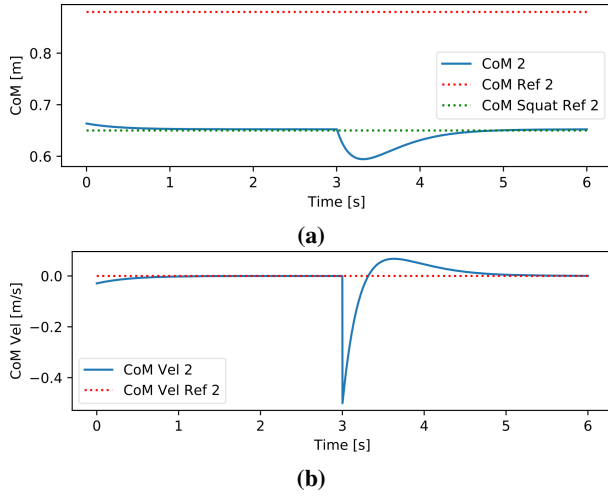 CoM [m]
0.8
0.7
0.6
CoM 2
CoM Ref 2
CoM Squat Ref 2
0 1 2 3 4 5 6
Time [s]
(a)
CoM Vel [m/s]
0.0
−0.2
−0.4
CoM Vel 2
CoM Vel Ref 2
0 1 2 3 4 5 6
Time [s]
(b)